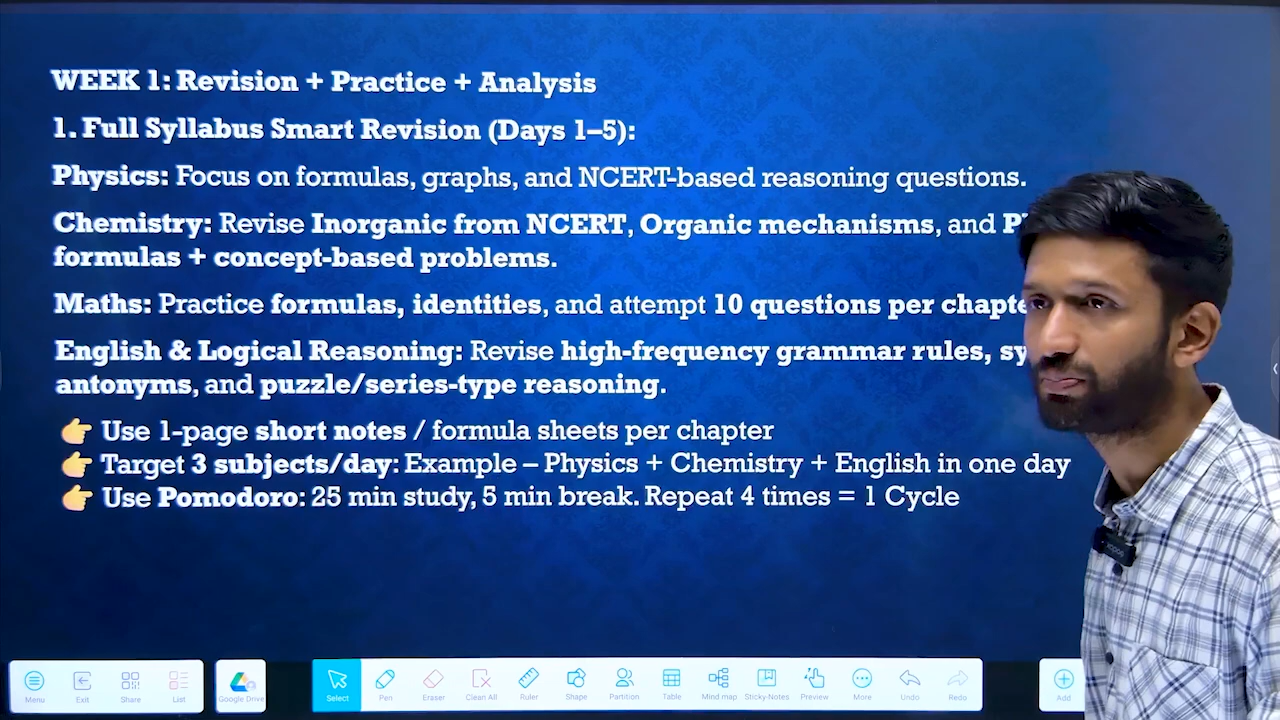 WEEK 1: Revision + Practice + Analysis
1. Full Syllabus Smart Revision (Days 1–5):
Physics: Focus on formulas, graphs, and NCERT-based reasoning questions.
Chemistry: Revise Inorganic from NCERT, Organic mechanisms, and
formulas + concept-based problems.
Maths: Practice formulas, identities, and attempt 10 questions per
English & Logical Reasoning: Revise high-frequency grammar rules,
antonyms, and puzzle/series-type reasoning.
👉 Use 1-page short notes / formula sheets per chapter
👉 Target 3 subjects/day: Example – Physics + Chemistry + English in one day
👉 Use Pomodoro: 25 min study, 5 min break. Repeat 4 times = 1 Cycle
Menu Exit Share List Google Drive Select Pen Eraser Clean All Ruler Shape Partition Table Mind map Sticky-Notes Preview More Undo Redo Add